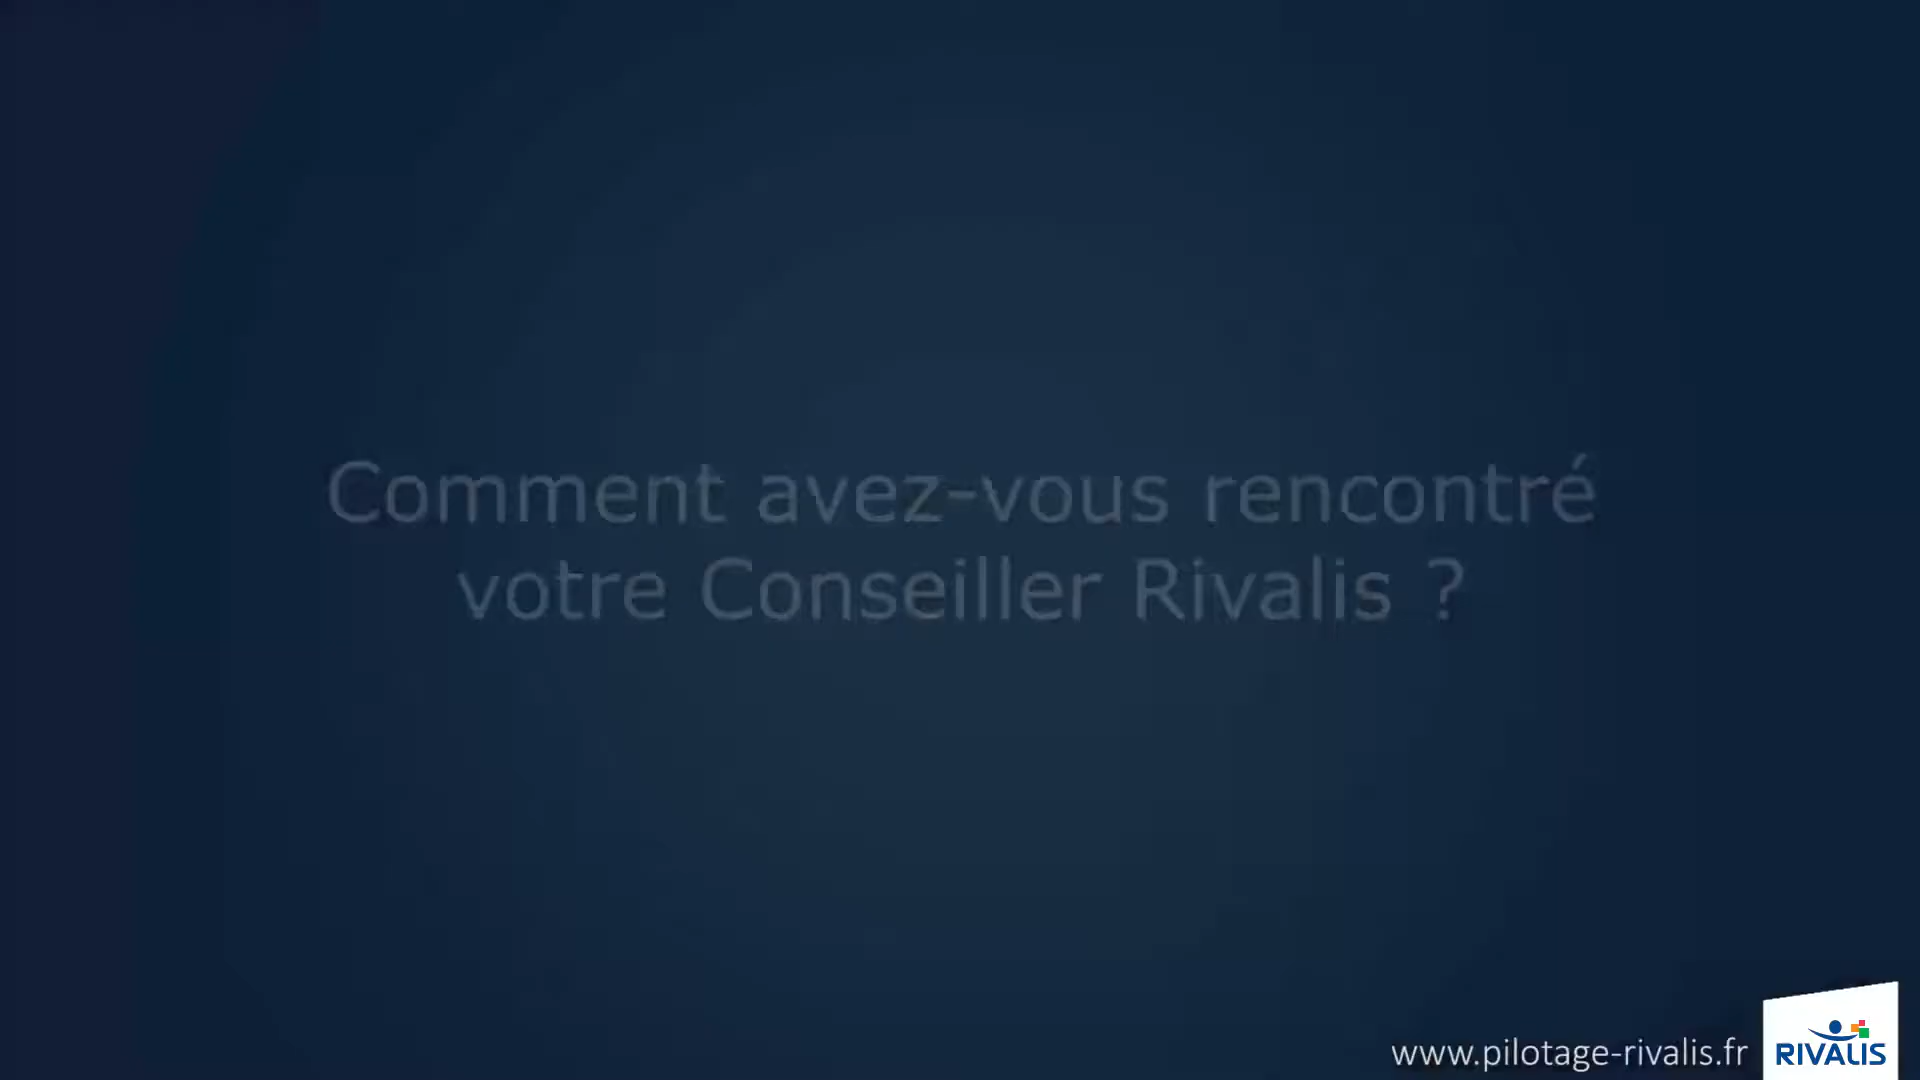 Comment avez-vous rencontré
votre Conseiller Rivalis ?
www.pilotage-rivalis.fr
RIVALIS